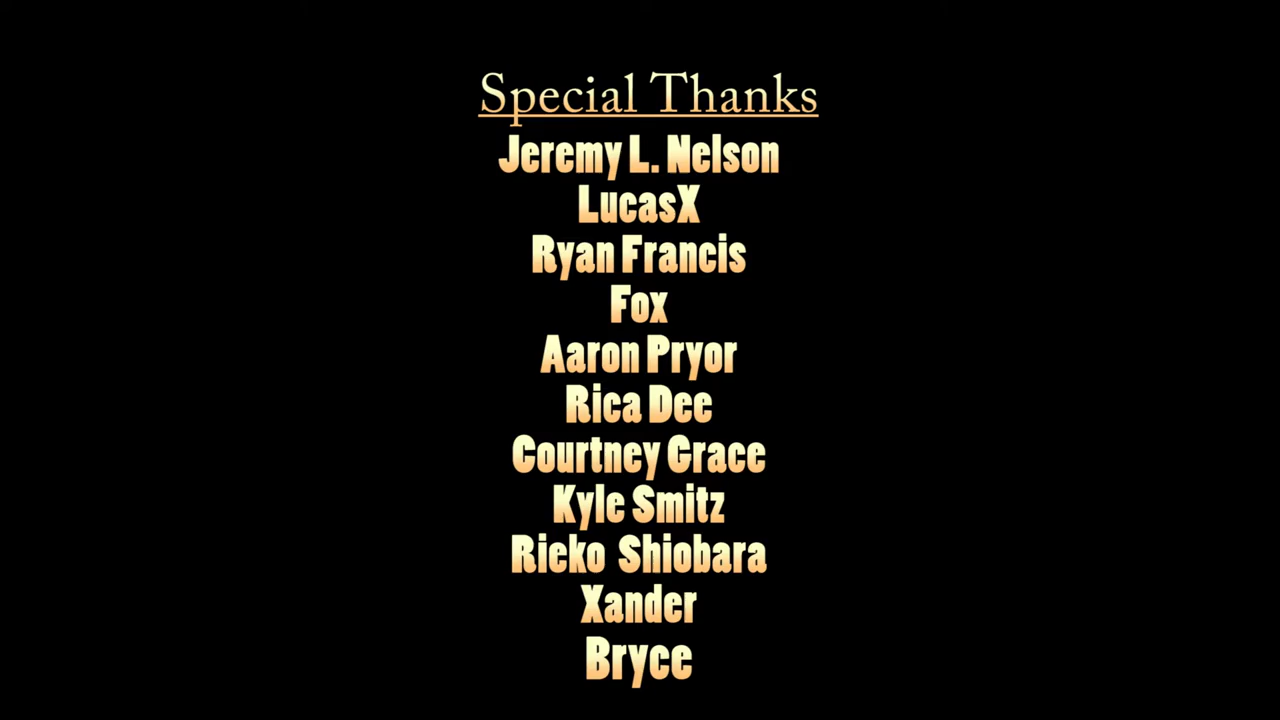 Special Thanks
Jeremy L. Nelson
LucasX
Ryan Francis
Fox
Aaron Pryor
Rica Dee
Courtney Grace
Kyle Smitz
Rieko Shiobara
Xander
Bryce